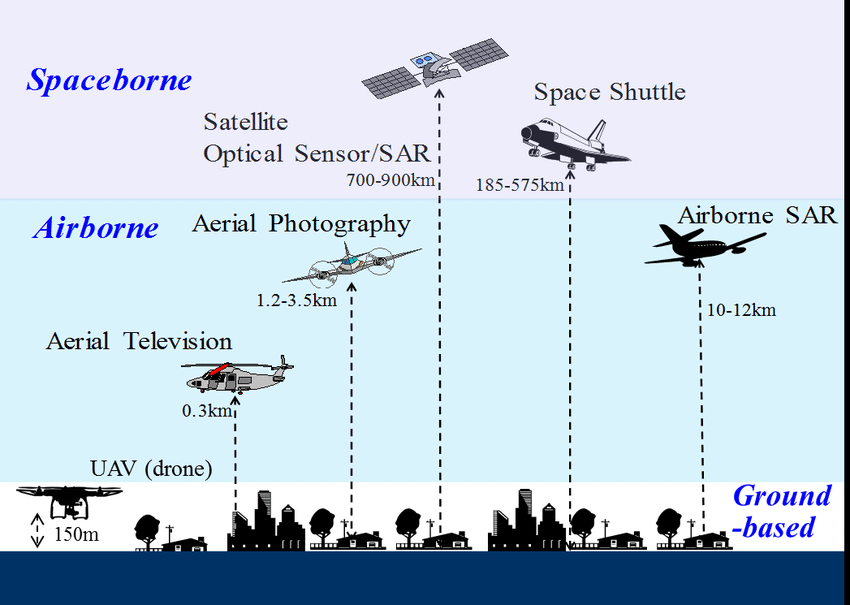 Spaceborne
Space Shuttle
Satellite
Optical Sensor/SAR
700-900km
185-575km
Airborne
Aerial Photography
Airborne SAR
1.2-3.5km
10-12km
Aerial Television
0.3km
UAV (drone)
150m
Ground
-based